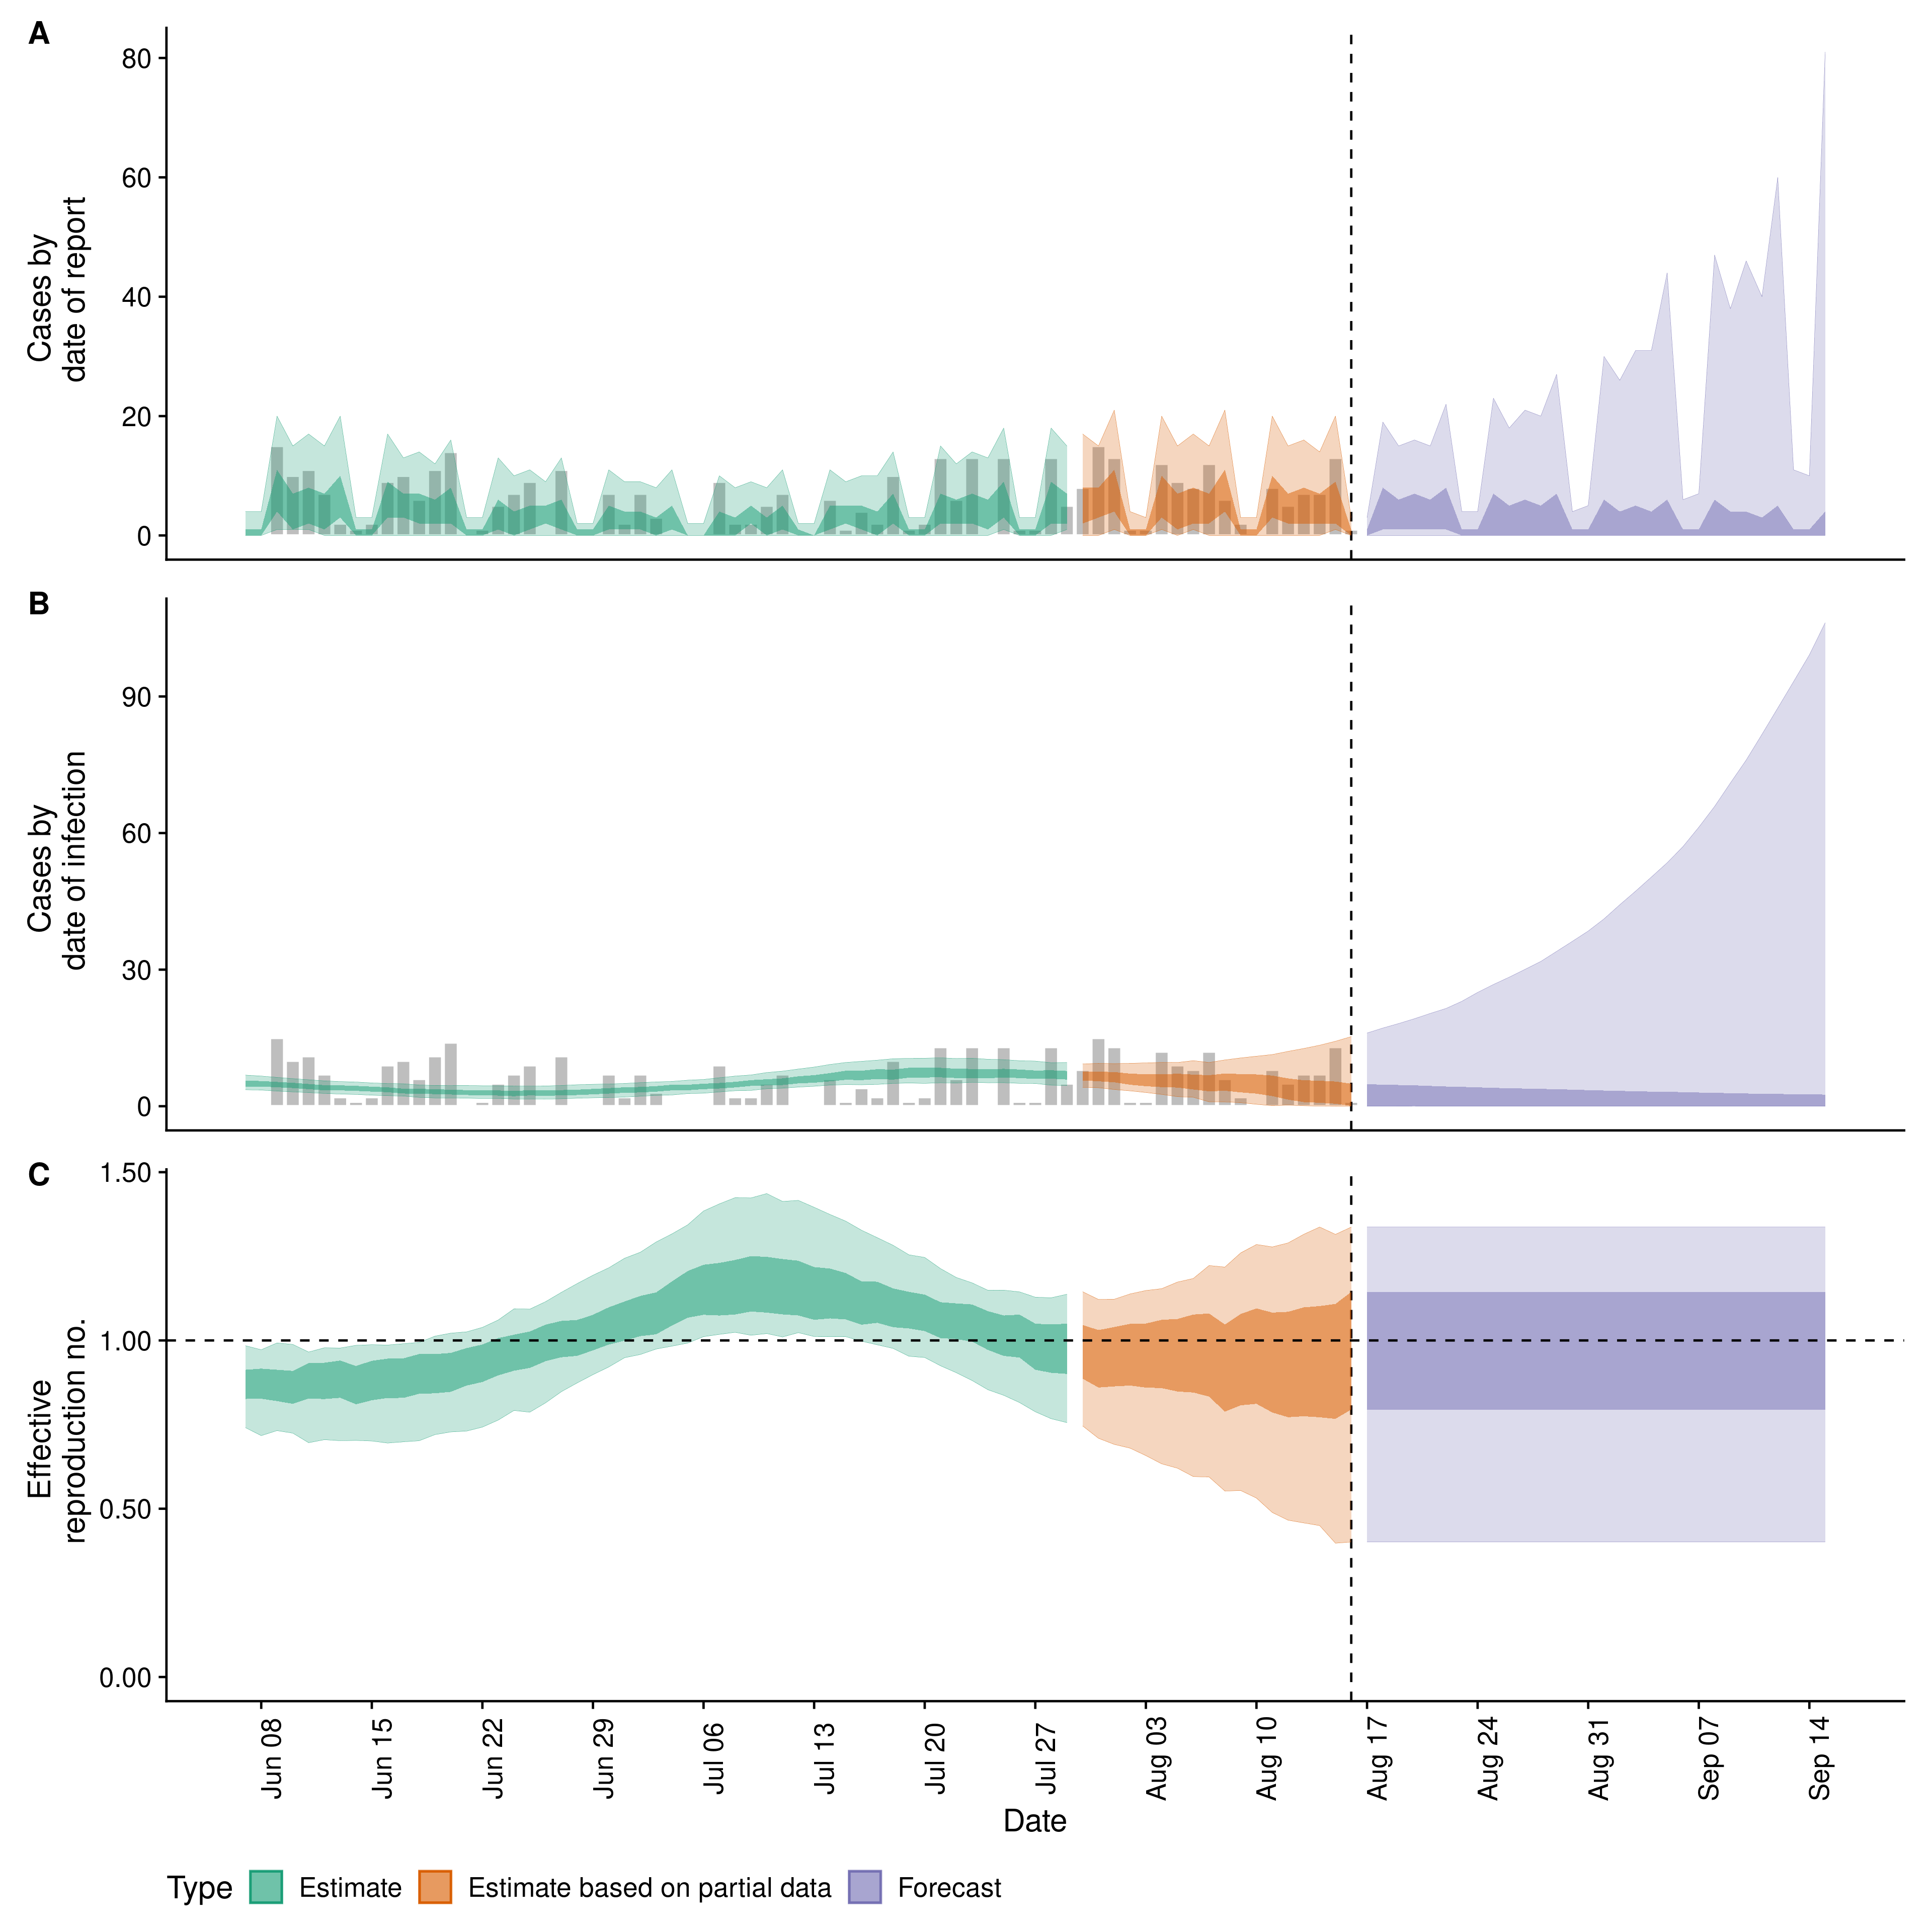 A
80
60
40
20
0
Cases by
date of report
B
90
60
30
0
Cases by
date of infection
C
1.50
1.00
0.50
0.00
Effective
reproduction no.
Jun 08
Jun 15
Jun 22
Jun 29
Jul 06
Jul 13
Jul 20
Jul 27
Aug 03
Aug 10
Aug 17
Aug 24
Aug 31
Sep 07
Sep 14
Date
Type Estimate Estimate based on partial data Forecast